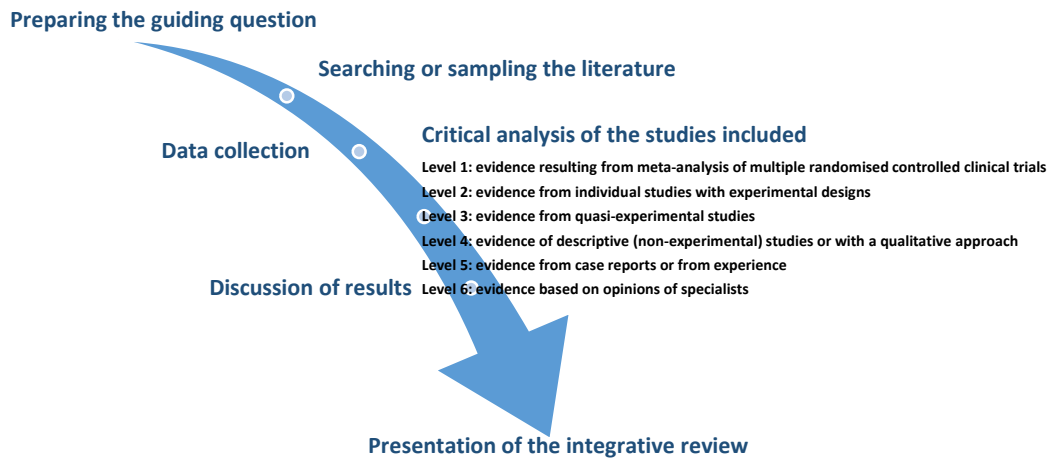 Preparing the guiding question
Searching or sampling the literature
Data collection
Critical analysis of the studies included
Level 1: evidence resulting from meta-analysis of multiple randomised controlled clinical trials
Level 2: evidence from individual studies with experimental designs
Level 3: evidence from quasi-experimental studies
Level 4: evidence of descriptive (non-experimental) studies or with a qualitative approach
Level 5: evidence from case reports or from experience
Level 6: evidence based on opinions of specialists
Discussion of results
Presentation of the integrative review